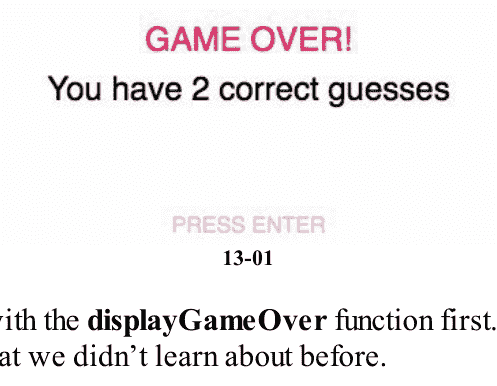 GAME OVER!
You have 2 correct guesses
PRESS ENTER
13-01
with the displayGameOver function first.
at we didn't learn about before.